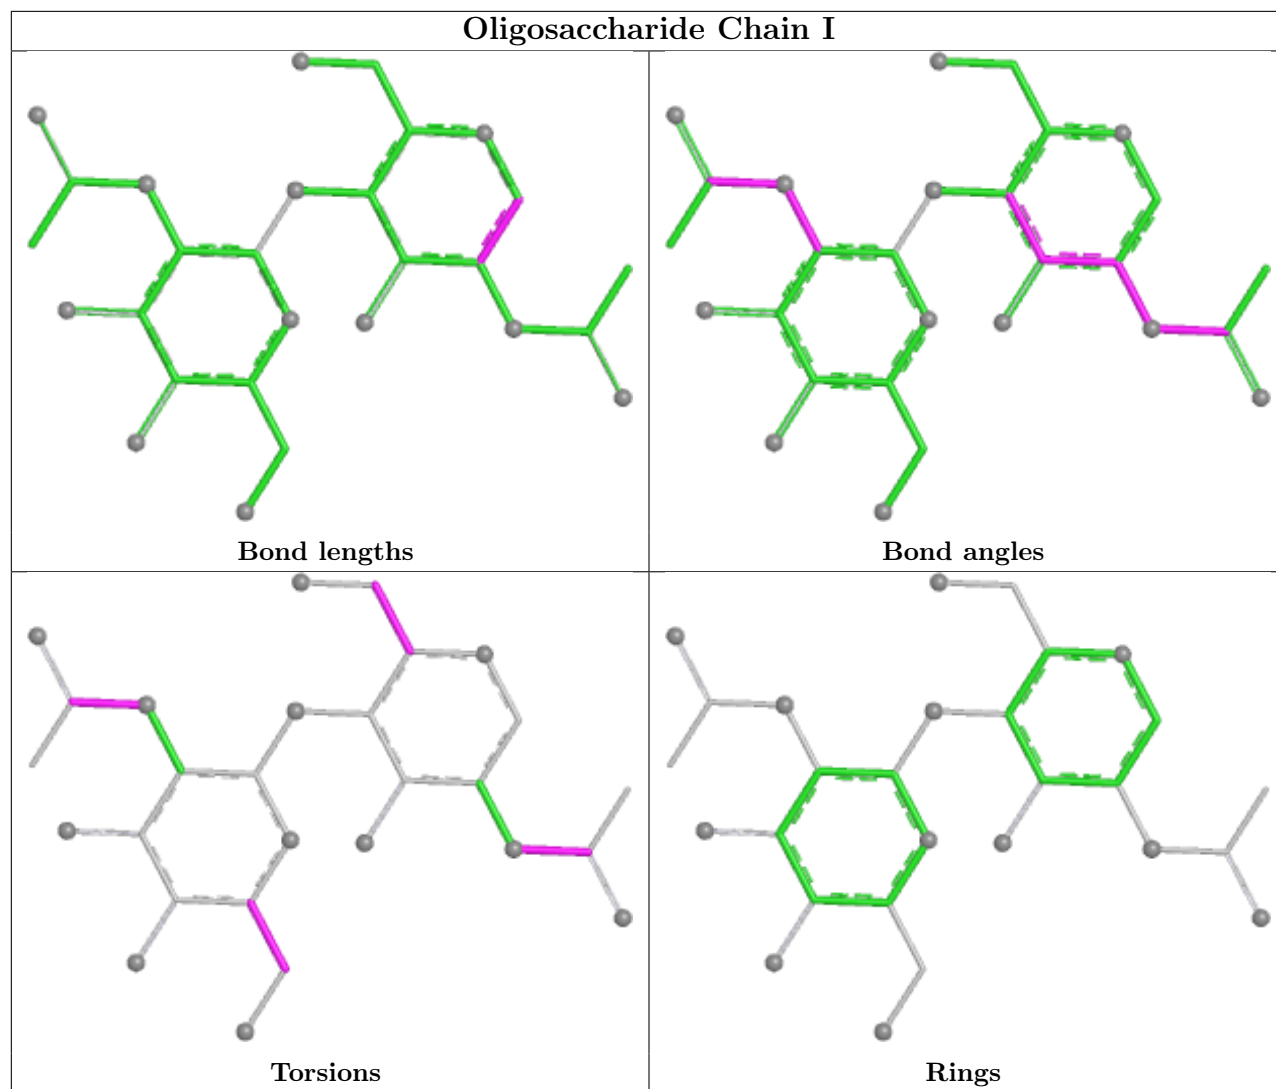 Oligosaccharide Chain I
Bond lengths
Bond angles
Torsions
Rings